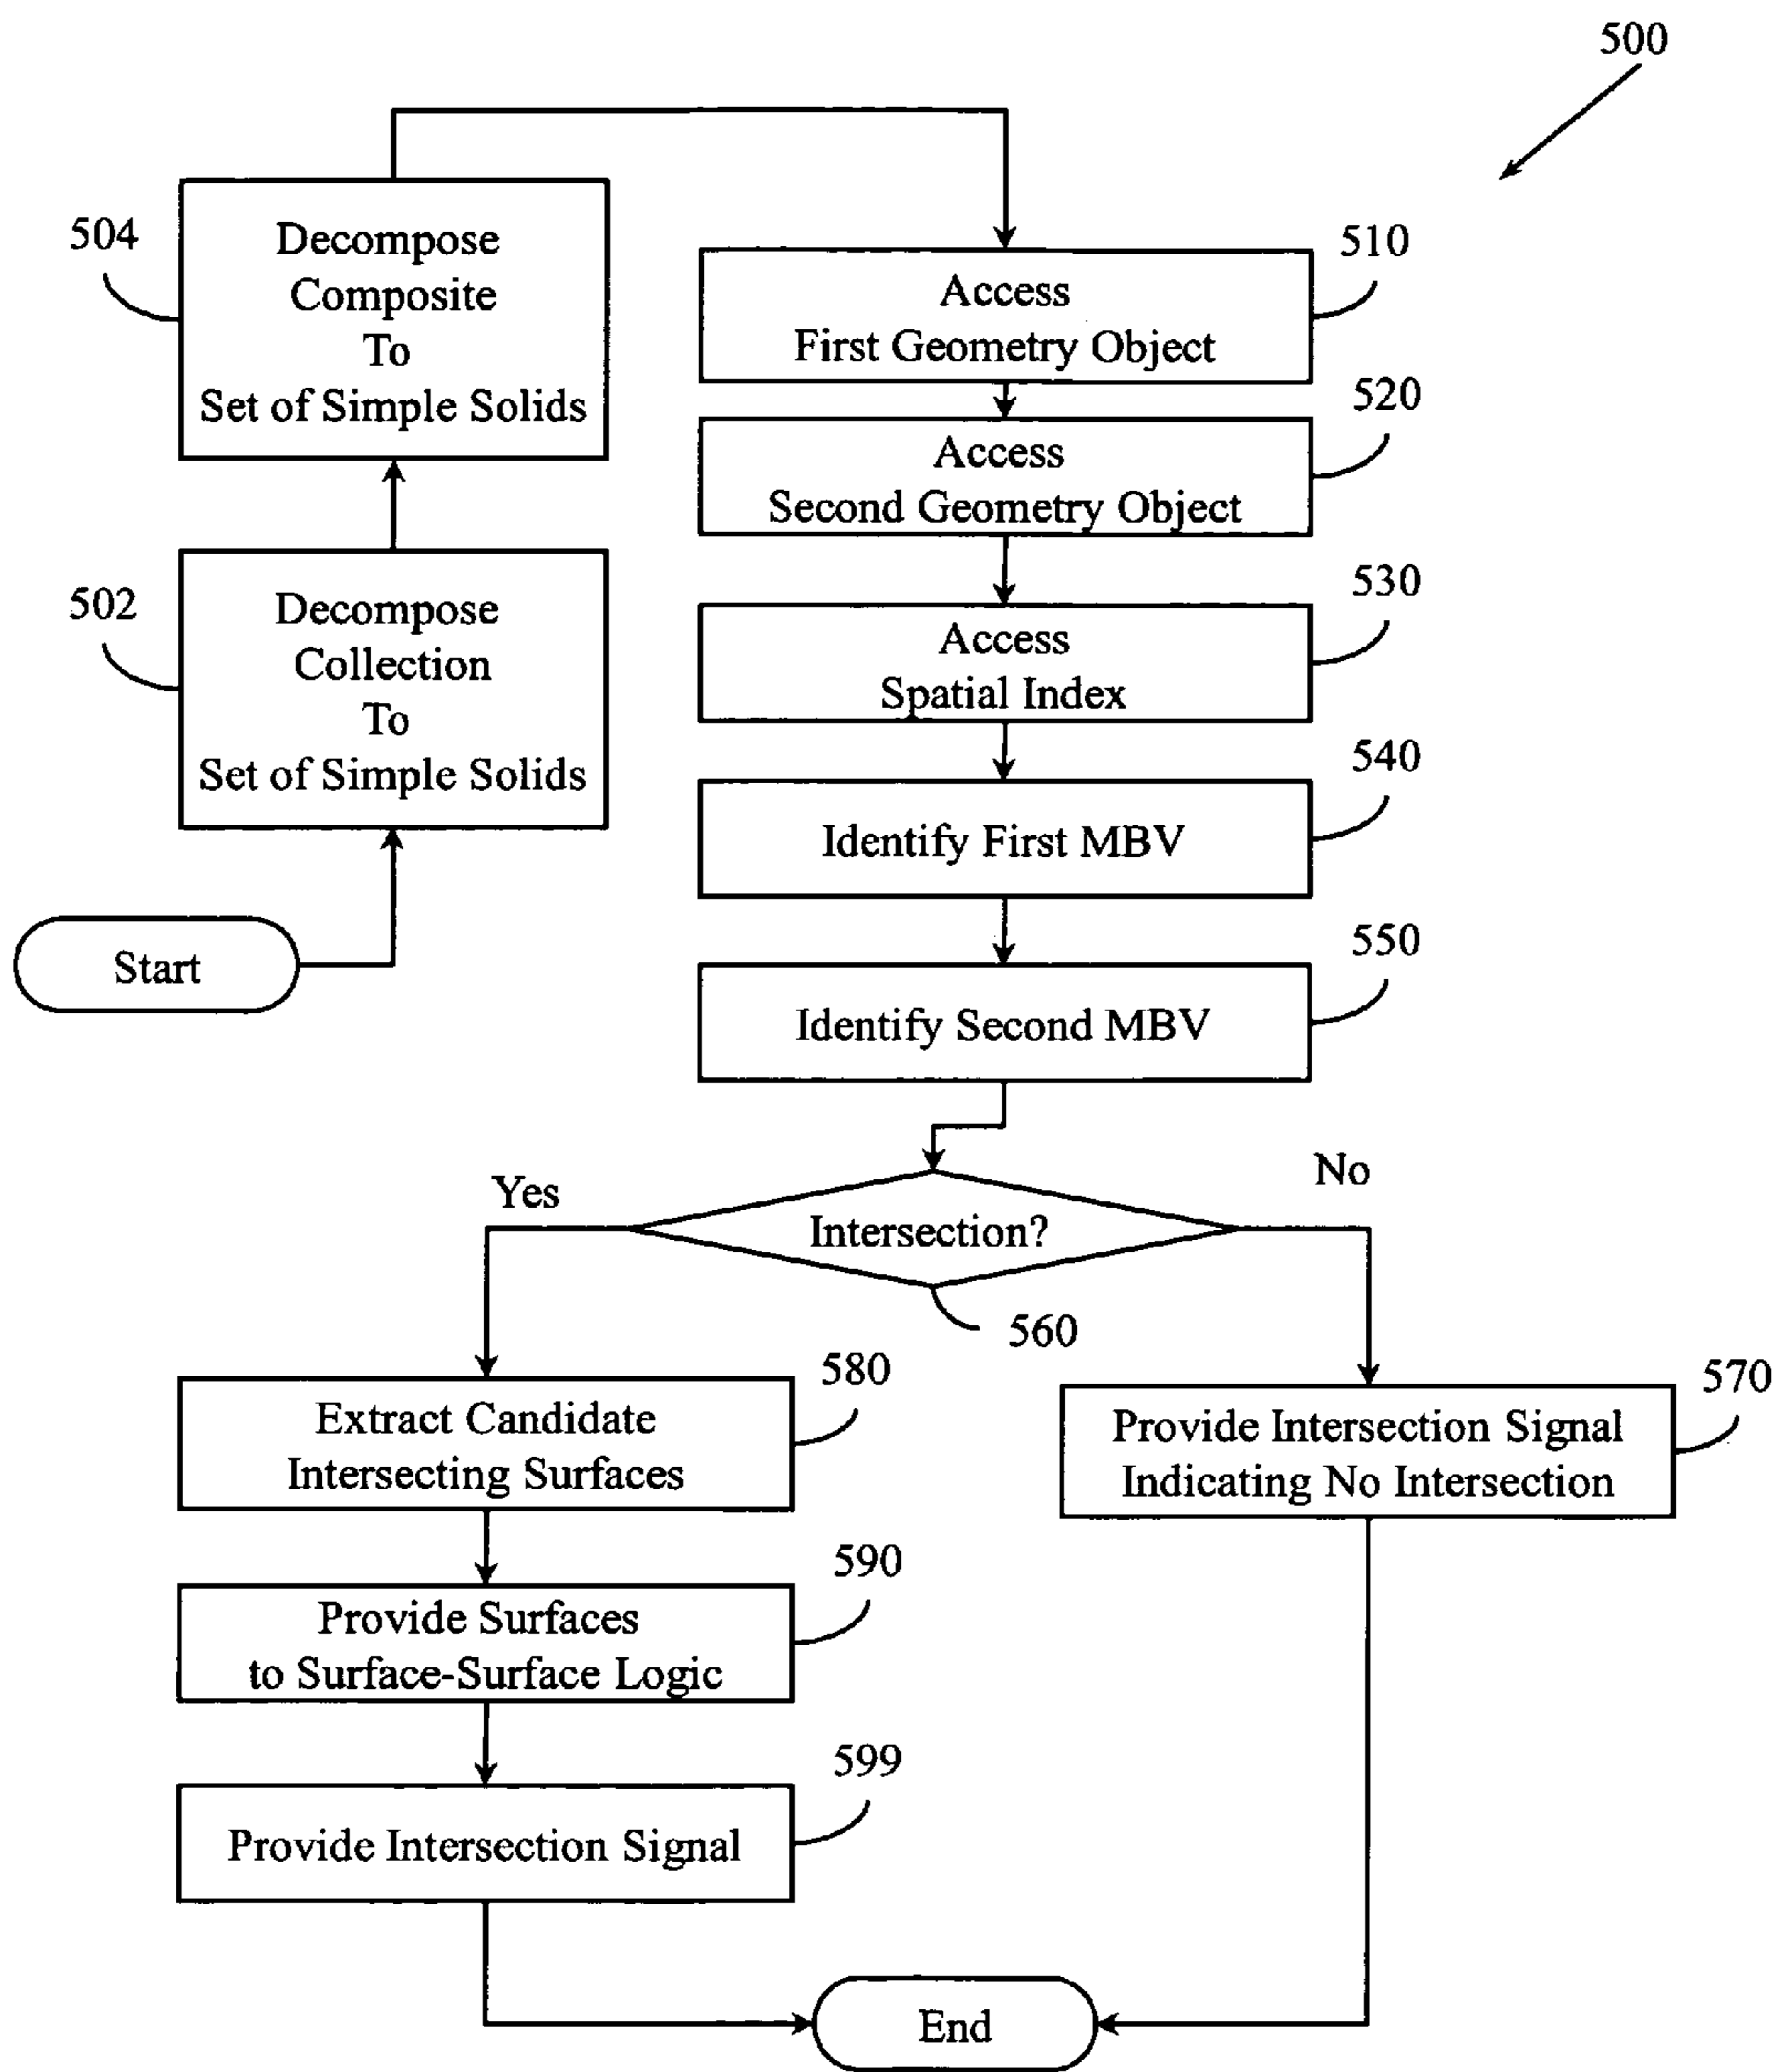 500
504
Decompose
Composite
To
Set of Simple Solids
502
Decompose
Collection
To
Set of Simple Solids
Start
510
Access
First Geometry Object
520
Access
Second Geometry Object
530
Access
Spatial Index
540
Identify First MBV
550
Identify Second MBV
Yes
No
Intersection?
560
580
Extract Candidate
Intersecting Surfaces
570
Provide Intersection Signal
Indicating No Intersection
590
Provide Surfaces
to Surface-Surface Logic
599
Provide Intersection Signal
End